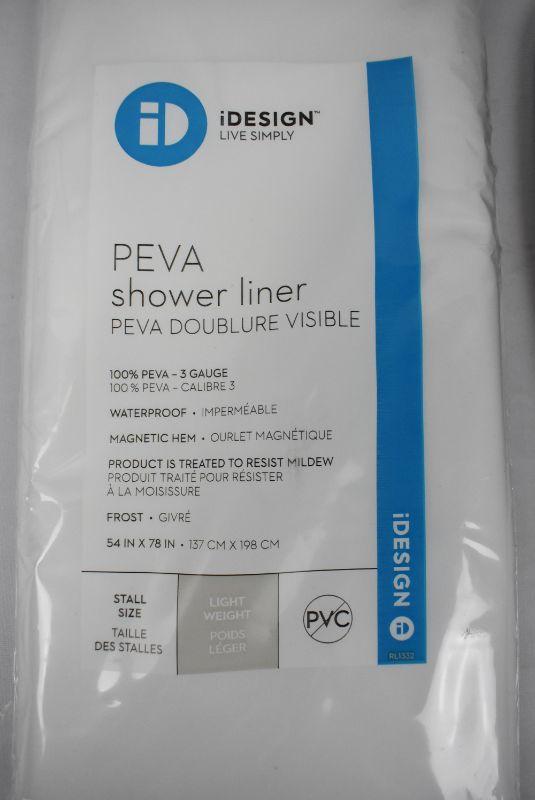 iD
iDESIGN™
LIVE SIMPLY
PEVA
shower liner
PEVA DOUBLURE VISIBLE
100% PEVA – 3 GAUGE
100 % PEVA – CALIBRE 3
WATERPROOF • IMPERMÉABLE
MAGNETIC HEM • OURLET MAGNÉTIQUE
PRODUCT IS TREATED TO RESIST MILDEW
PRODUIT TRAITÉ POUR RÉSISTER
À LA MOISISSURE
FROST • GIVRÉ
54 IN X 78 IN • 137 CM X 198 CM
STALL
SIZE
TAILLE
DES STALLES
LIGHT
WEIGHT
POIDS
LÉGER
PVC
iDESIGN iD
RL1332